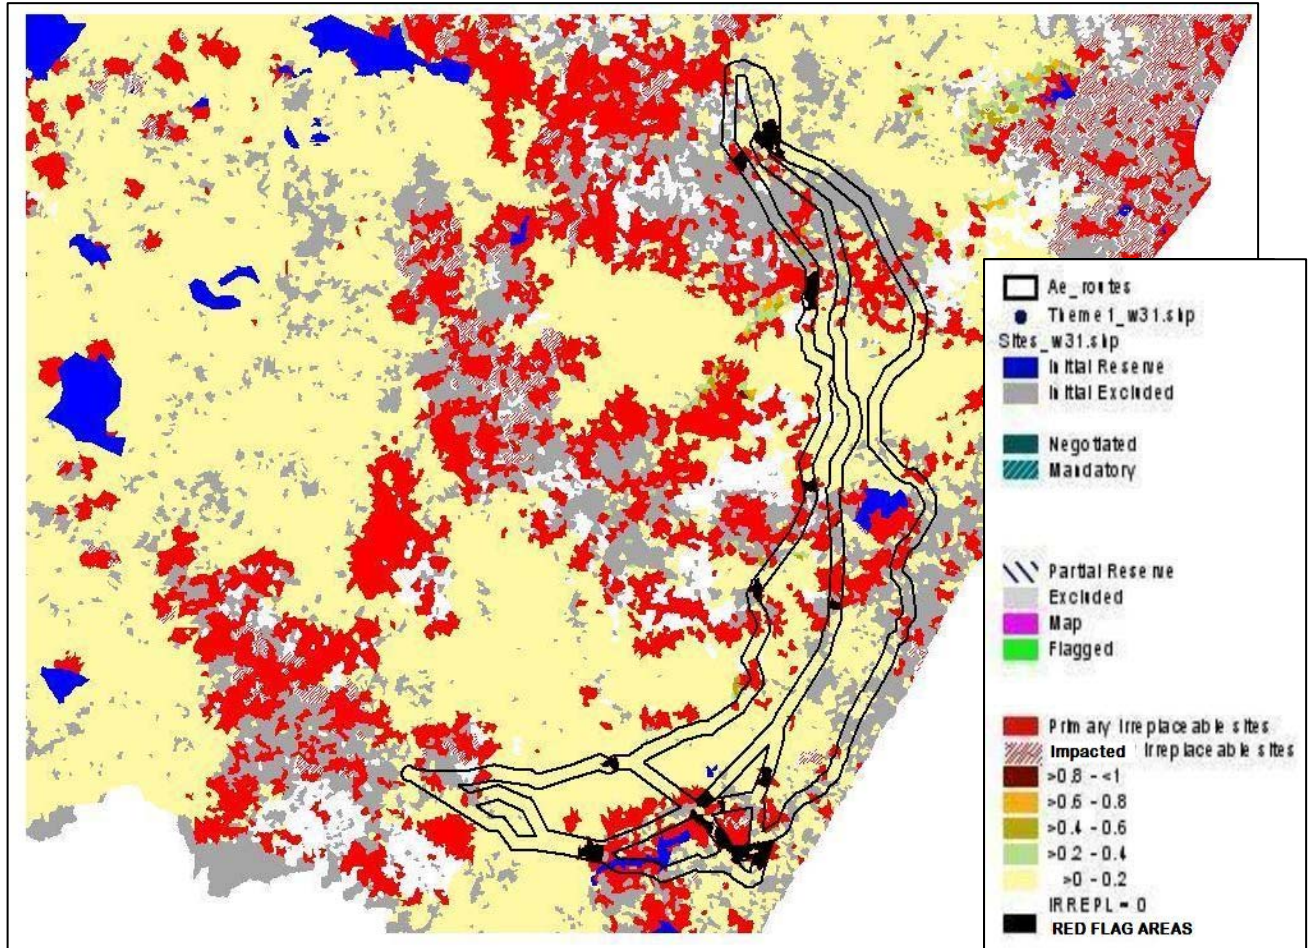 Ae_routes
Theme1_w31.shp
Sites_w31.shp
Initial Reserve
Initial Excluded
Negotiated
Mandatory
Partial Reserve
Excluded
Map
Flagged
Primary Irreplaceable sites
Impacted Irreplaceable sites
>0.8 - <1
>0.6 - 0.8
>0.4 - 0.6
>0.2 - 0.4
>0 - 0.2
IRREPL = 0
RED FLAG AREAS